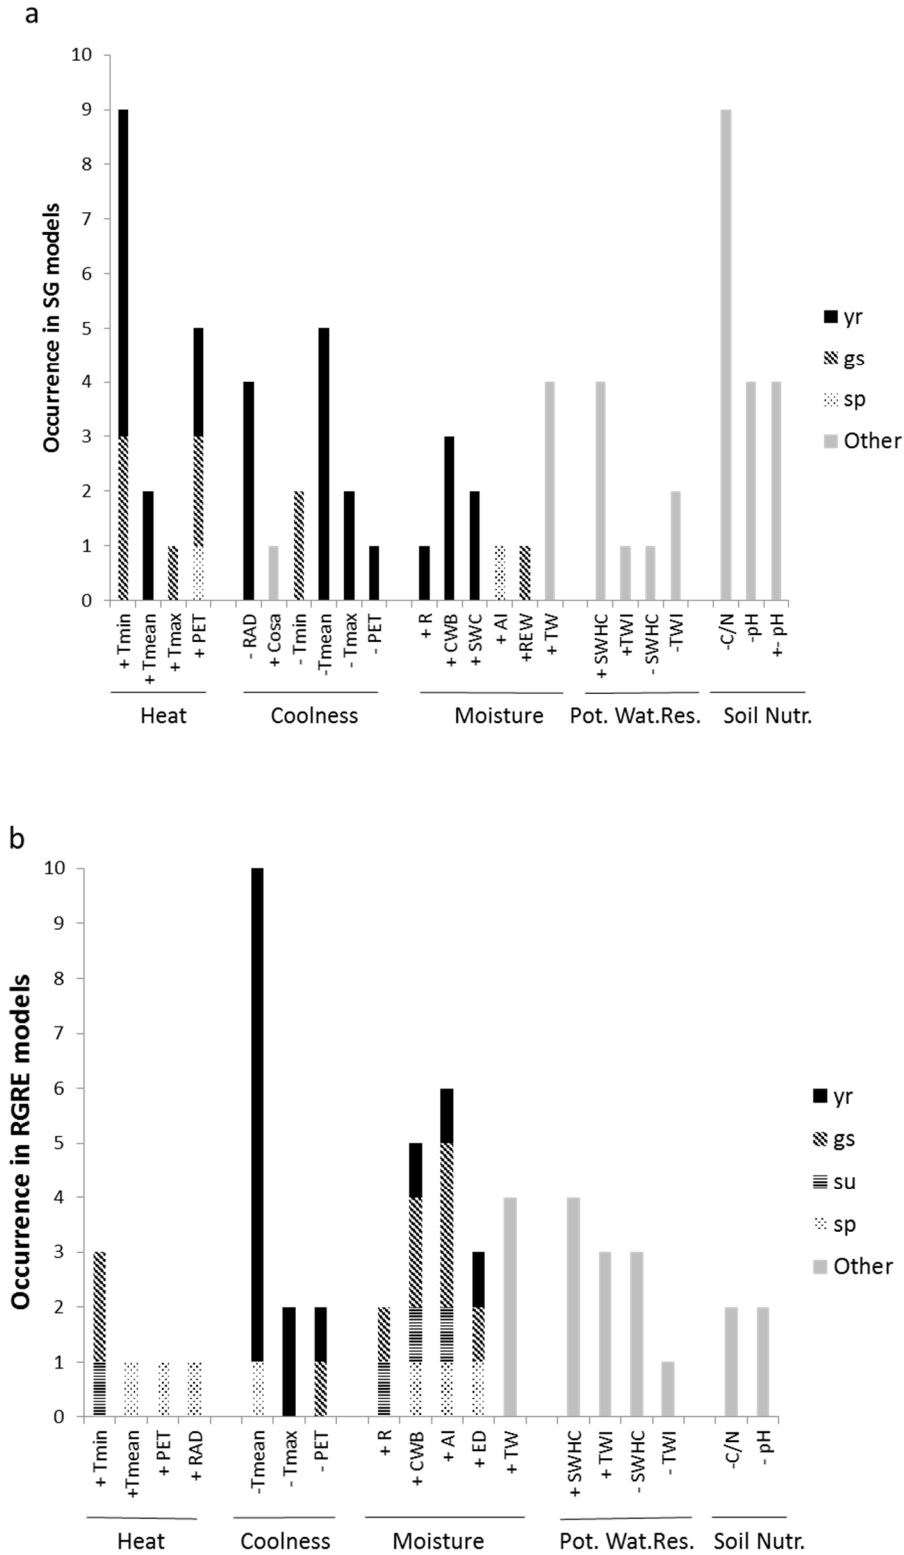 a
10
9
8
7
6
5
4
3
2
1
0
Occurrence in SG models
+ Tmin
+ Tmean
+ Tmax
+ PET
- RAD
+ Cosa
- Tmin
-Tmean
- Tmax
- PET
+ R
+ CWB
+ SWC
+ AI
+REW
+ TW
+ SWHC
+TWI
- SWHC
-TWI
-C/N
-pH
+- pH
Heat
Coolness
Moisture
Pot. Wat.Res.
Soil Nutr.
yr
gs
sp
Other
b
10
9
8
7
6
5
4
3
2
1
0
Occurrence in RGRE models
+ Tmin
+Tmean
+ PET
+ RAD
-Tmean
- Tmax
- PET
+ R
+ CWB
+ AI
+ ED
+ TW
+ SWHC
+ TWI
- SWHC
- TWI
-C/N
- pH
Heat
Coolness
Moisture
Pot. Wat.Res.
Soil Nutr.
yr
gs
su
sp
Other